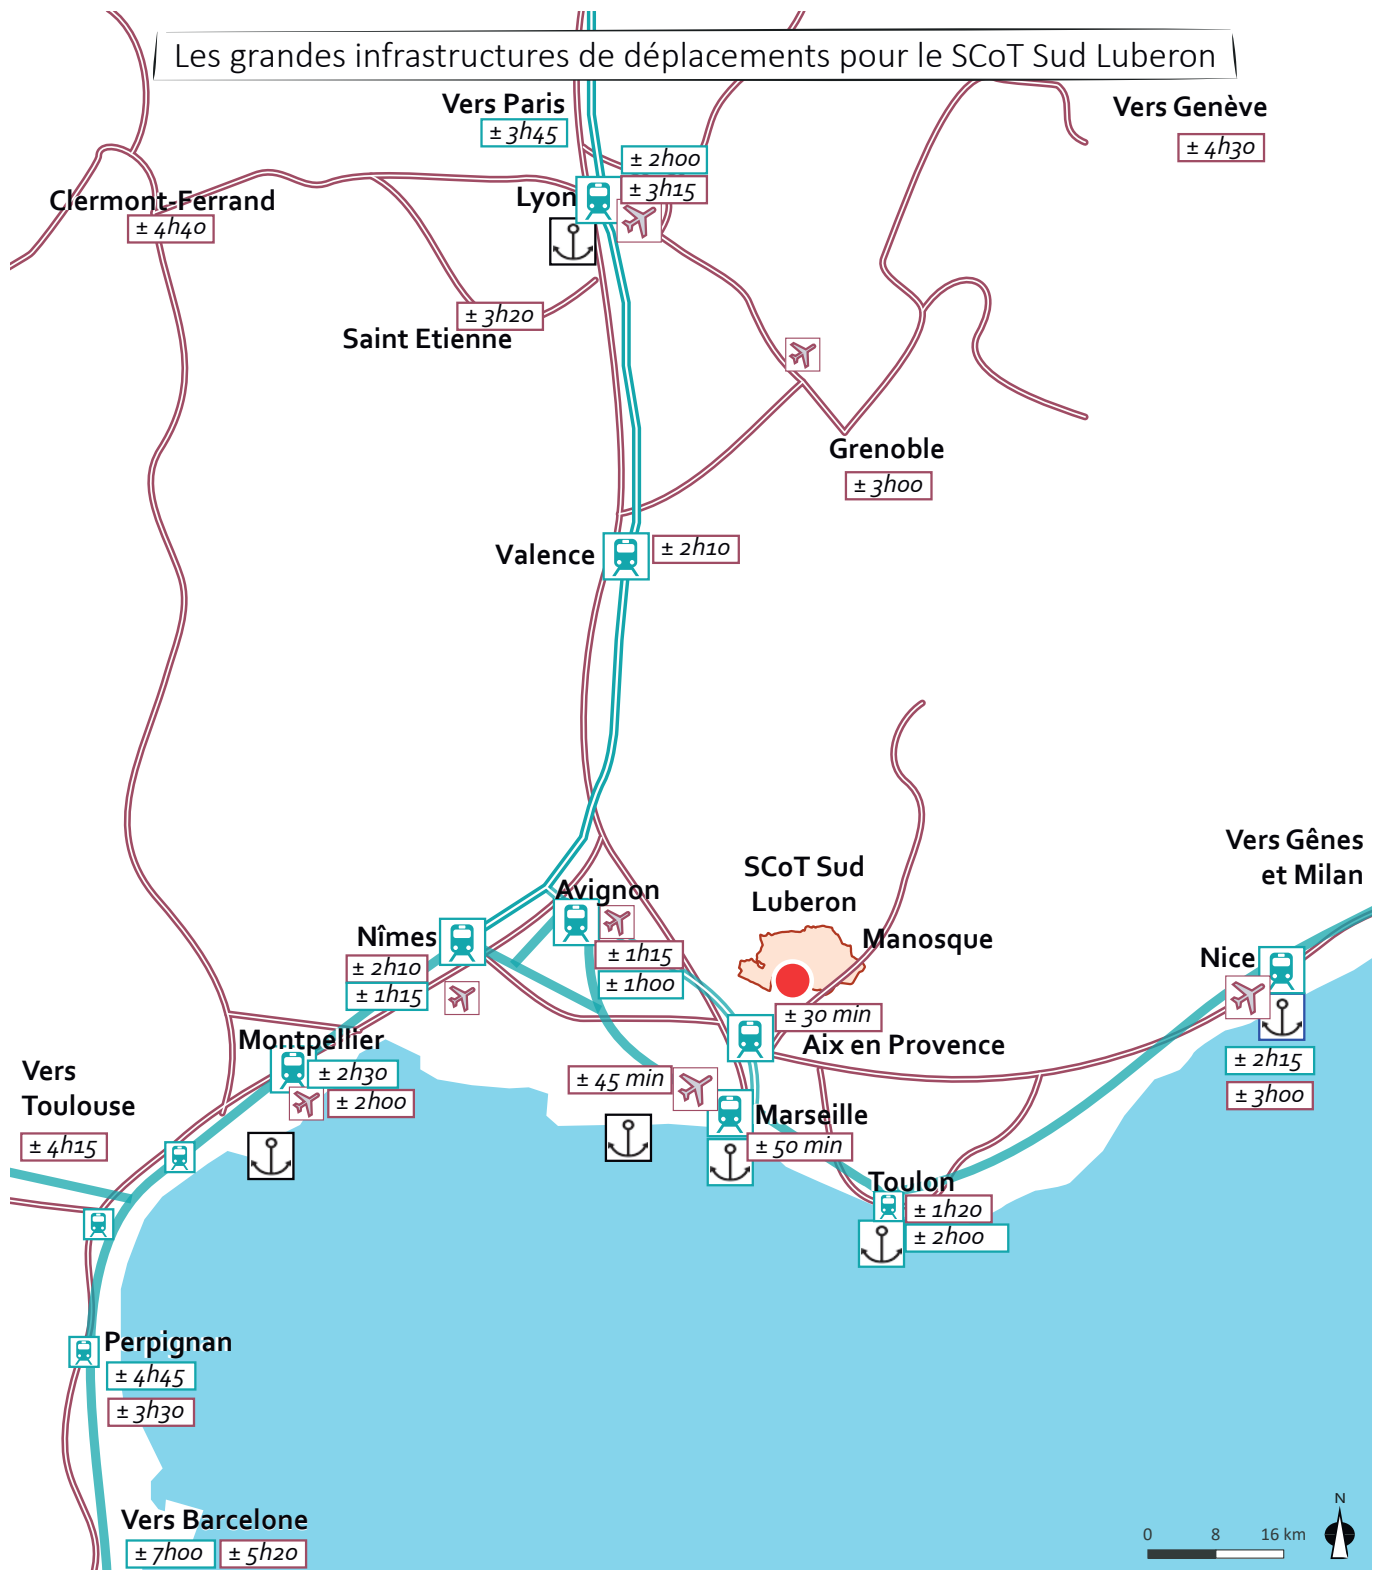 Les grandes infrastructures de déplacements pour le SCoT Sud Luberon
Vers Paris
± 3h45
Vers Genève
± 4h30
± 2h00
± 3h15
Lyon
Clermont-Ferrand
± 4h40
± 3h20
Saint Etienne
Grenoble
± 3h00
Valence
± 2h10
Vers Gênes
et Milan
SCoT Sud
Luberon
Avignon
Manosque
Nîmes
± 2h10
± 1h15
± 1h15
± 1h00
Nice
± 30 min
Aix en Provence
Montpellier
± 2h30
± 2h00
± 45 min
Marseille
± 50 min
± 2h15
± 3h00
Vers
Toulouse
± 4h15
Toulon
± 1h20
± 2h00
Perpignan
± 4h45
± 3h30
Vers Barcelone
± 7h00
± 5h20
N
0 8 16 km